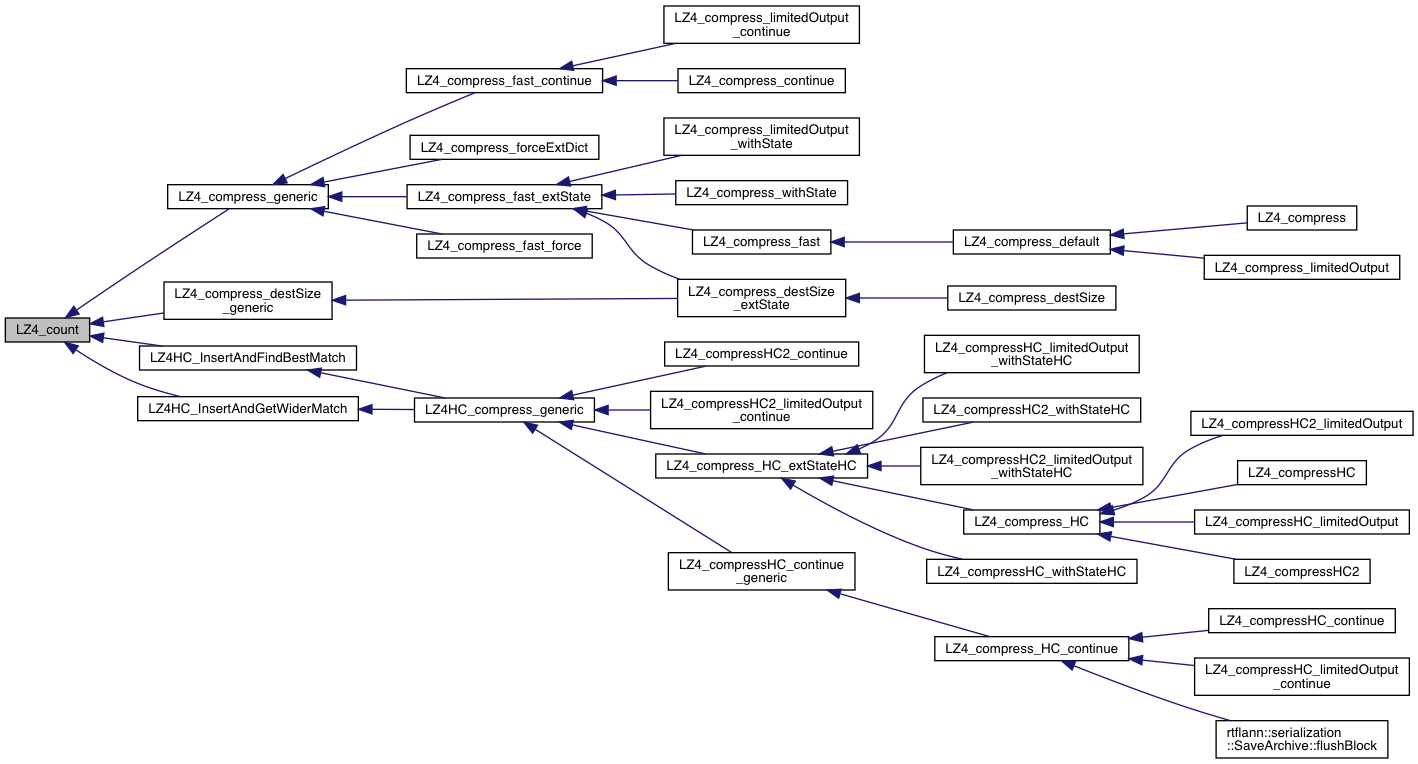 LZ4_compress_limitedOutput
_continue
LZ4_compress_fast_continue
LZ4_compress_continue
LZ4_compress_limitedOutput
_withState
LZ4_compress_forceExtDict
LZ4_compress_generic
LZ4_compress_fast_extState
LZ4_compress_withState
LZ4_compress_fast_force
LZ4_compress_fast
LZ4_compress_default
LZ4_compress
LZ4_compress_limitedOutput
LZ4_compress_destSize
_generic
LZ4_compress_destSize
_extState
LZ4_compress_destSize
LZ4_count
LZ4HC_InsertAndFindBestMatch
LZ4_compressHC2_continue
LZ4_compressHC_limitedOutput
_withStateHC
LZ4HC_InsertAndGetWiderMatch
LZ4HC_compress_generic
LZ4_compressHC2_limitedOutput
_continue
LZ4_compressHC2_withStateHC
LZ4_compressHC2_limitedOutput
LZ4_compress_HC_extStateHC
LZ4_compressHC2_limitedOutput
_withStateHC
LZ4_compressHC
LZ4_compress_HC
LZ4_compressHC_limitedOutput
LZ4_compressHC_continue
_generic
LZ4_compressHC_withStateHC
LZ4_compressHC2
LZ4_compressHC_continue
LZ4_compress_HC_continue
LZ4_compressHC_limitedOutput
_continue
rtflann::serialization
::SaveArchive::flushBlock